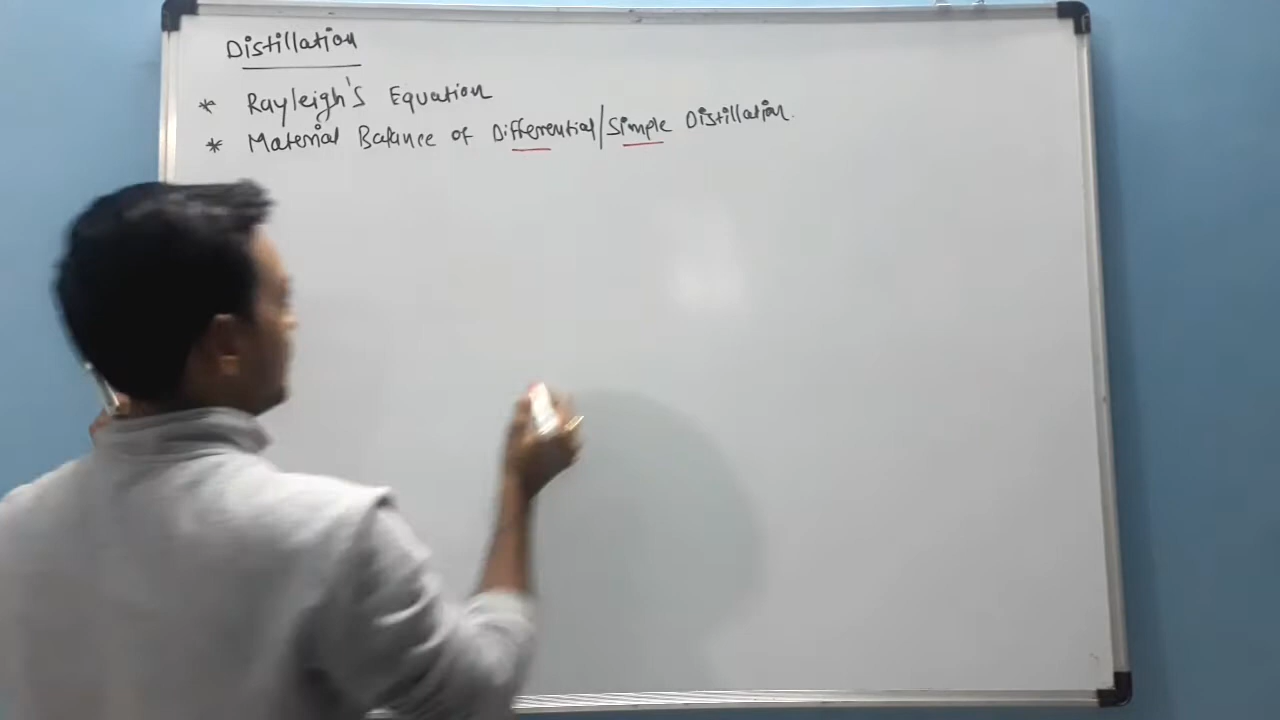 Distillation
* Rayleigh's Equation
* Material Balance of Differential/Simple Distillation.